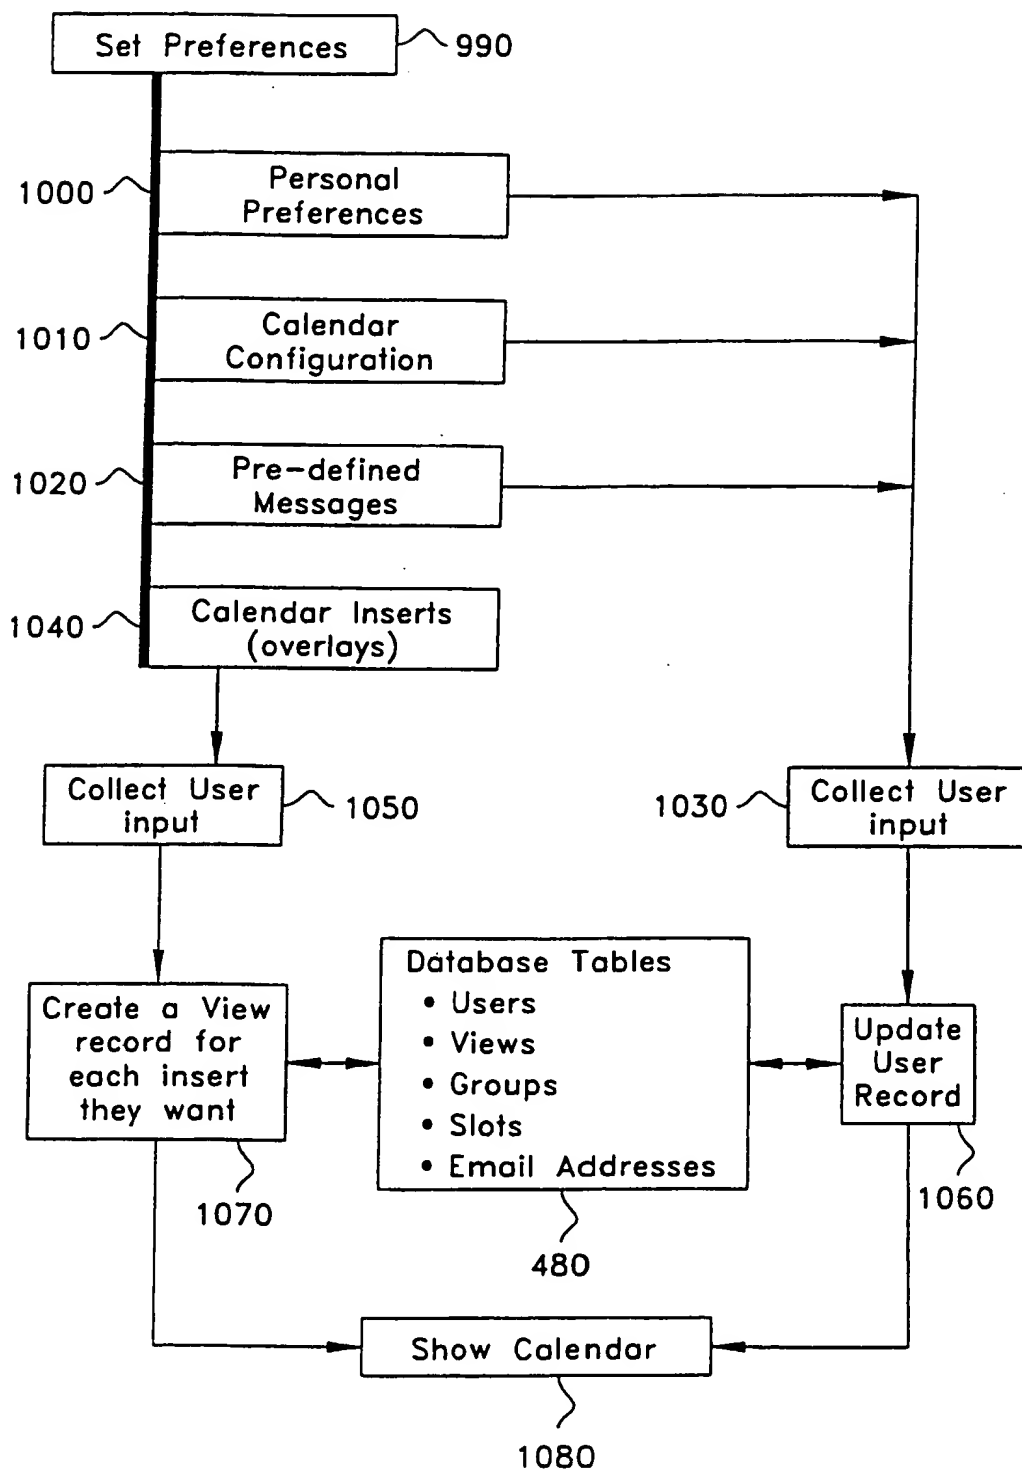 Set Preferences
990
1000
Personal
Preferences
1010
Calendar
Configuration
1020
Pre-defined
Messages
1040
Calendar Inserts
(overlays)
Collect User
input
1050
1030
Collect User
input
Create a View
record for
each insert
they want
1070
Database Tables
• Users
• Views
• Groups
• Slots
• Email Addresses
480
Update
User
Record
1060
Show Calendar
1080